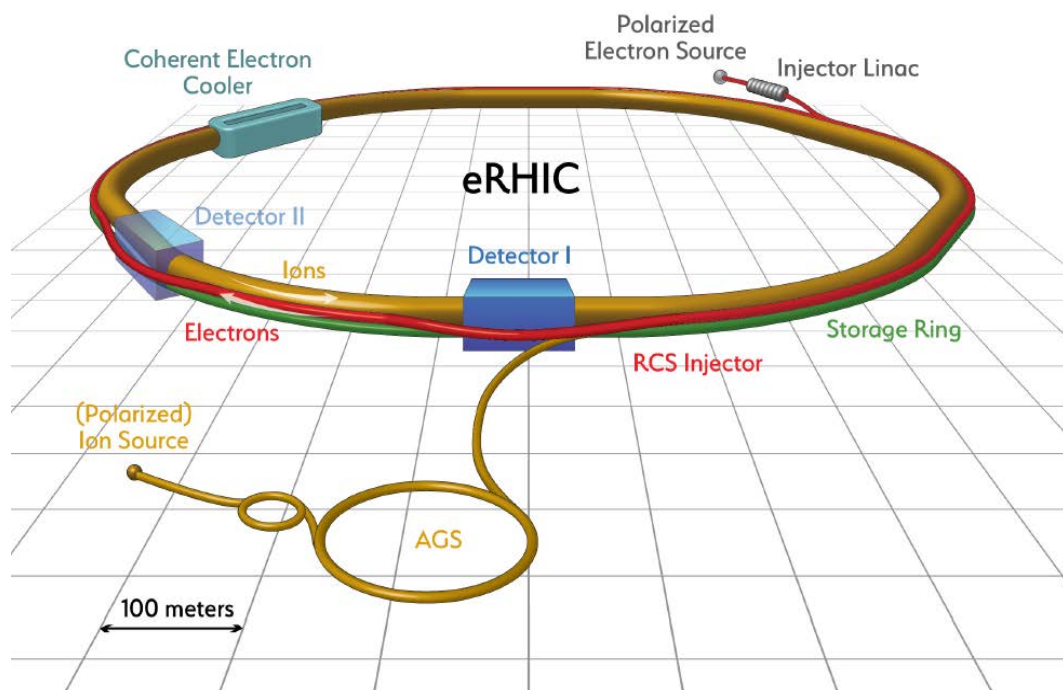 Polarized
Electron Source
Coherent Electron
Cooler
Injector Linac
eRHIC
Detector II
Detector I
Ions
Electrons
Storage Ring
RCS Injector
(Polarized)
Ion Source
AGS
100 meters